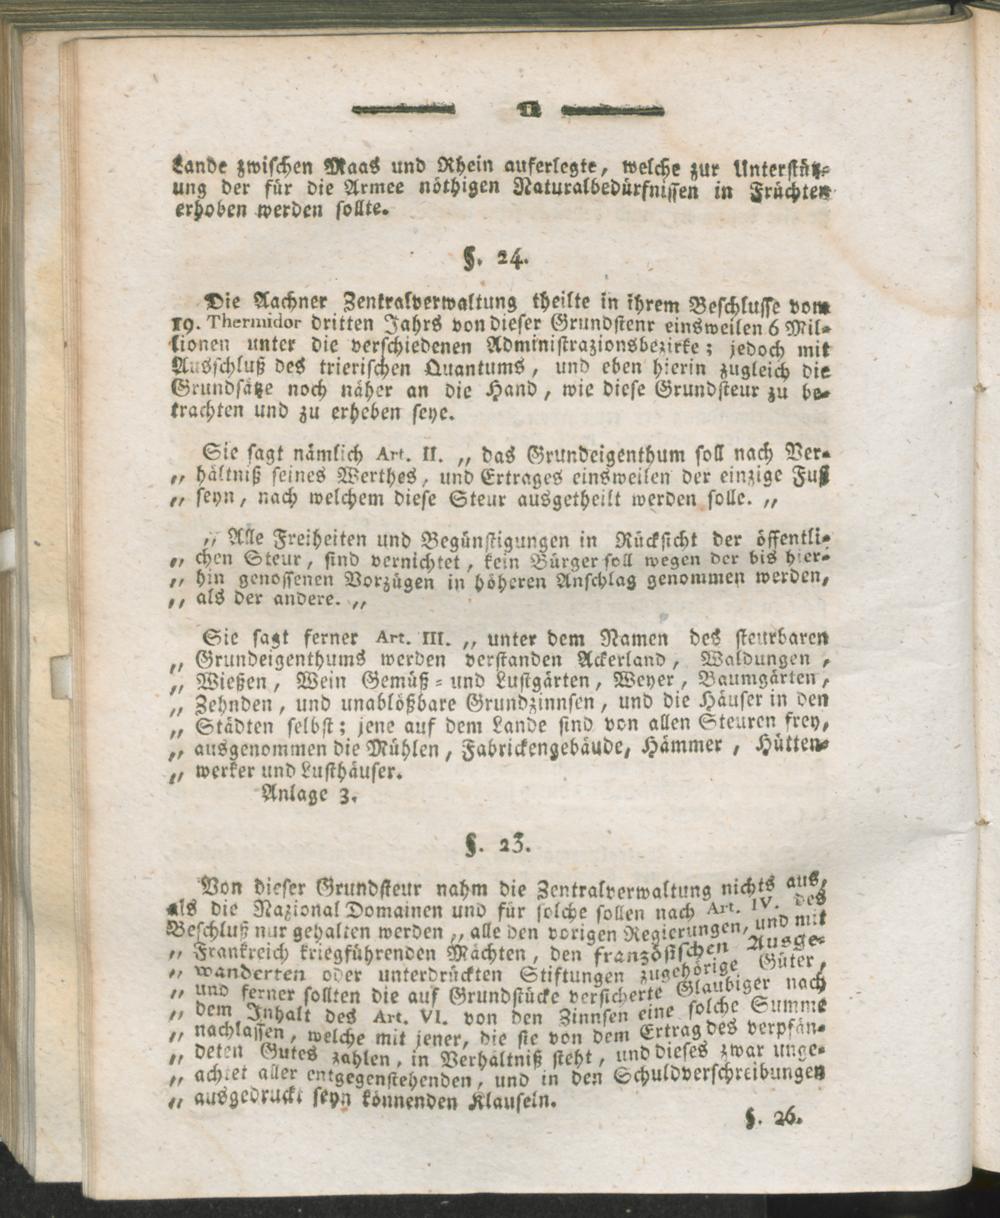 11
Lande zwischen Maas und Rhein auferlegte, welche zur Unterstütz-
ung der für die Armee nöthigen Naturalbedürfnissen in Früchten
erhoben werden sollte.
§. 24.
Die Aachner Zentralverwaltung theilte in ihrem Beschlusse vom
19. Thermidor dritten Jahrs von dieser Grundsteur einsweilen 6 Mil-
lionen unter die verschiedenen Administrazionsbezirke; jedoch mit
Ausschluß des trierischen Quantums, und eben hierin zugleich die
Grundsätze noch näher an die Hand, wie diese Grundsteur zu be-
trachten und zu erheben seye.
Sie sagt nämlich Art. II. „ das Grundeigenthum soll nach Ver-
„ hältniß seines Werthes, und Ertrages einsweilen der einzige Fuß
„ seyn, nach welchem diese Steur ausgetheilt werden solle. „
„ Alle Freiheiten und Begünstigungen in Rücksicht der öffentli-
„ chen Steur, sind vernichtet, kein Bürger soll wegen der bis hier-
„ hin genossenen Vorzügen in höheren Anschlag genommen werden,
„ als der andere. „
Sie sagt ferner Art. III. „ unter dem Namen des steurbaren
„ Grundeigenthums werden verstanden Ackerland, Waldungen,
„ Wießen, Wein Gemüß- und Lustgärten, Weyer, Baumgärten,
„ Zehnden, und unablößbare Grundzinnsen, und die Häuser in den
„ Städten selbst; jene auf dem Lande sind von allen Steuren frey,
„ ausgenommen die Mühlen, Fabrickengebäude, Hämmer, Hütten-
„ werker und Lusthäuser.
Anlage 3.
§. 23.
Von dieser Grundsteur nahm die Zentralverwaltung nichts aus,
als die Nazional Domainen und für solche sollen nach Art. IV. des
Beschluß nur gehalten werden „ alle den vorigen Regierungen, und mit
„ Frankreich kriegführenden Mächten, den französischen Ausge-
„ wanderten oder unterdrückten Stiftungen zugehörige Güter,
„ und ferner sollten die auf Grundstücke versicherte Glaubiger nach
„ dem Inhalt des Art. VI. von den Zinnsen eine solche Summe
„ nachlassen, welche mit jener, die sie von dem Ertrag des verpfän-
„ deten Gutes zahlen, in Verhältniß steht, und dieses zwar unge-
„ achtet aller entgegenstehenden, und in den Schuldverschreibungen
„ ausgedruckt seyn könnenden Klauseln.
§. 26.